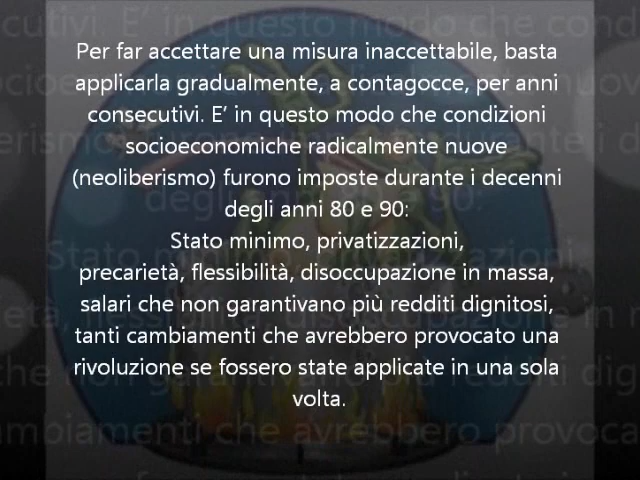 Per far accettare una misura inaccettabile, basta
applicarla gradualmente, a contagocce, per anni
consecutivi. E' in questo modo che condizioni
socioeconomiche radicalmente nuove
(neoliberismo) furono imposte durante i decenni
degli anni 80 e 90:
Stato minimo, privatizzazioni,
precarietà, flessibilità, disoccupazione in massa,
salari che non garantivano più redditi dignitosi,
tanti cambiamenti che avrebbero provocato una
rivoluzione se fossero state applicate in una sola
volta.